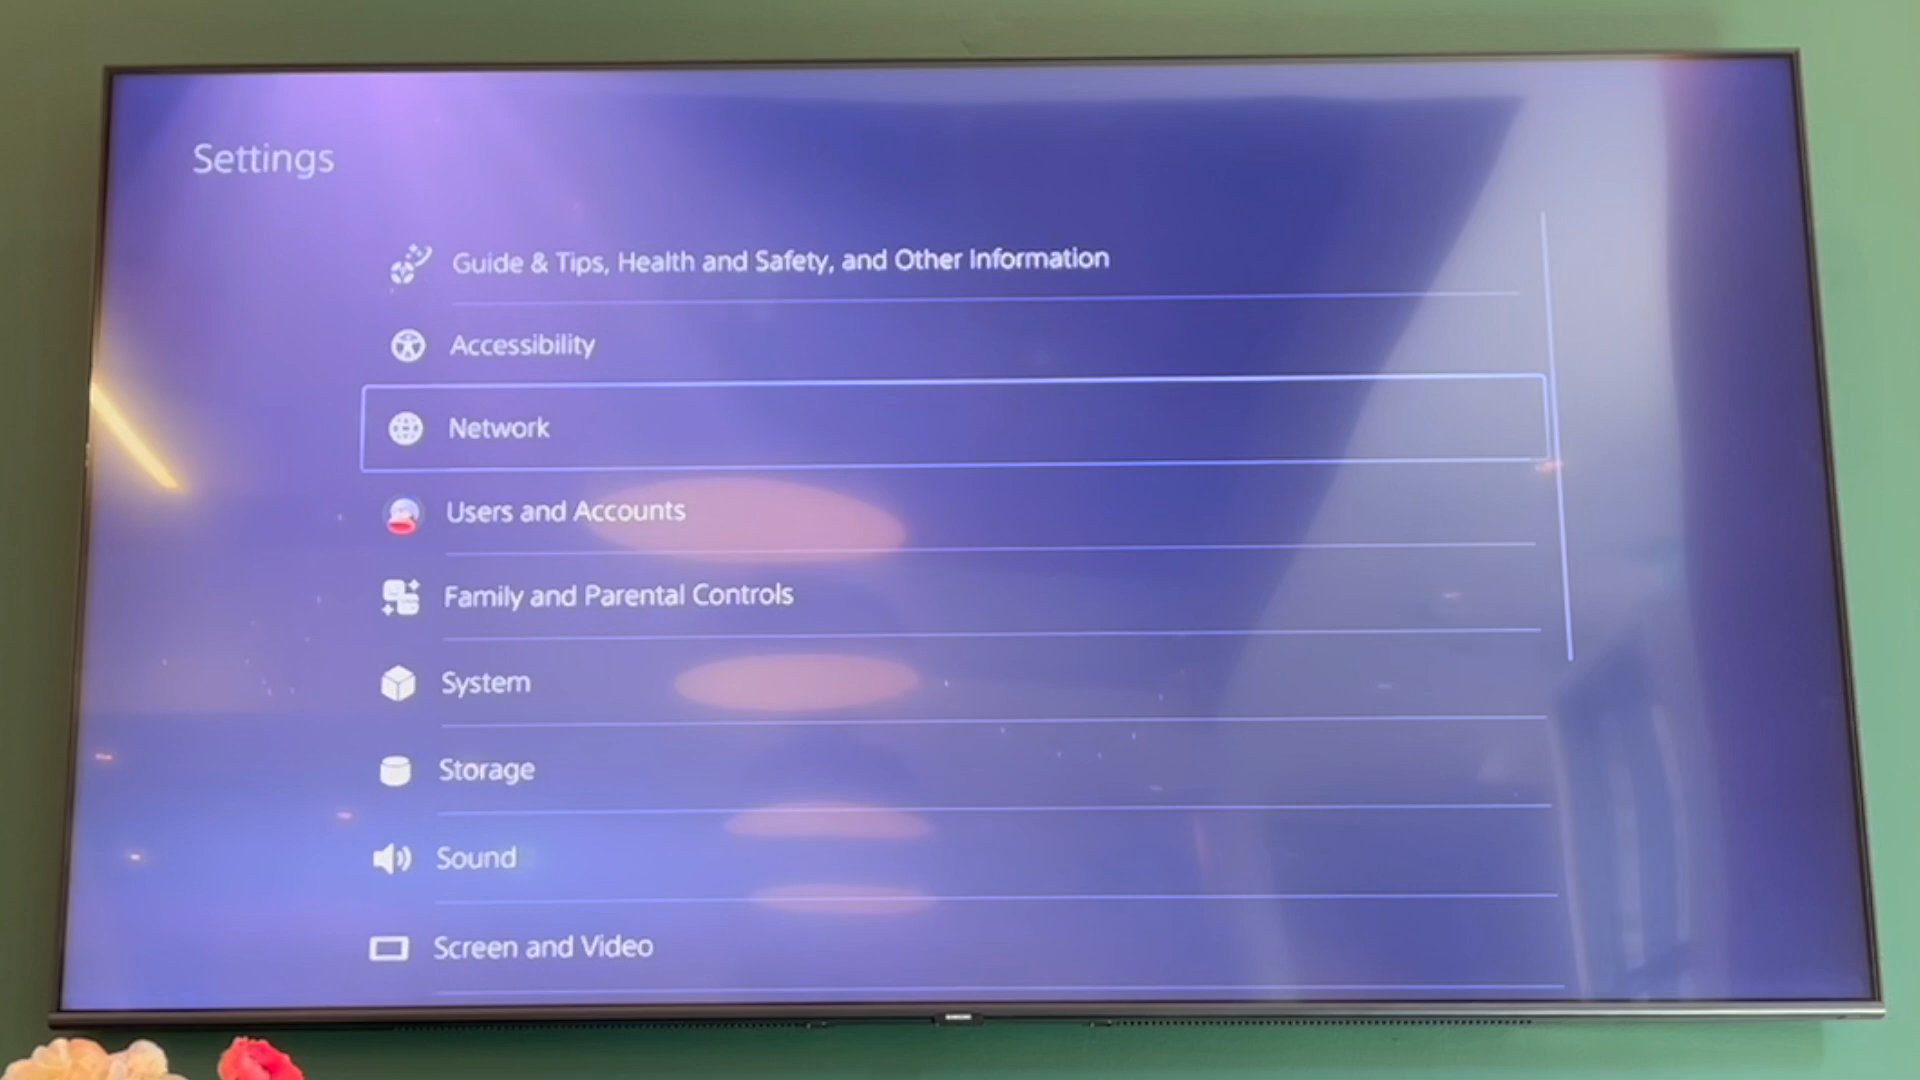 Settings
Guide & Tips, Health and Safety, and Other Information
Accessibility
Network
Users and Accounts
Family and Parental Controls
System
Storage
Sound
Screen and Video